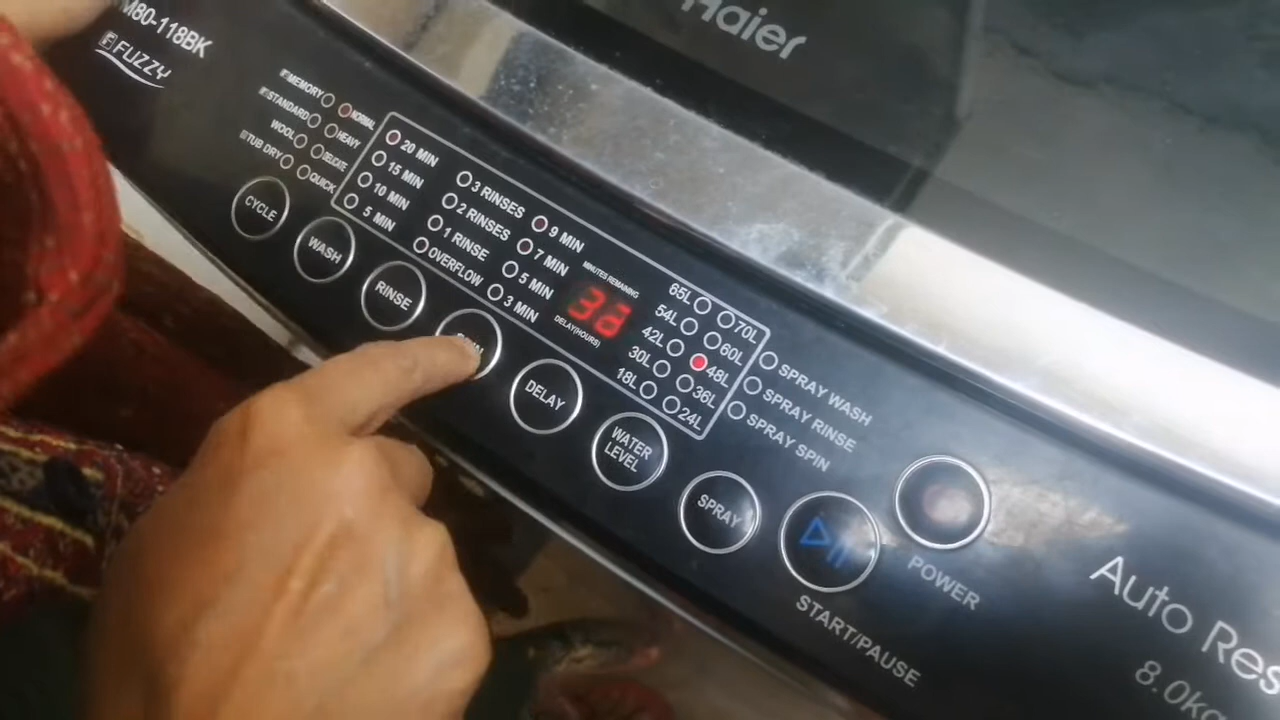 Haier
M80-118BK
FUZZY
MEMORY
NORMAL
STANDARD
HEAVY
WOOL
DELICATE
TUB DRY
QUICK
20 MIN
15 MIN
10 MIN
5 MIN
3 RINSES
2 RINSES
1 RINSE
OVERFLOW
9 MIN
7 MIN
5 MIN
3 MIN
MINUTES REMAINING
DELAY(HOURS)
65L
70L
54L
60L
42L
48L
30L
36L
18L
24L
SPRAY WASH
SPRAY RINSE
SPRAY SPIN
CYCLE
WASH
RINSE
DELAY
WATER
LEVEL
SPRAY
START/PAUSE
POWER
Auto Res
8.0kg